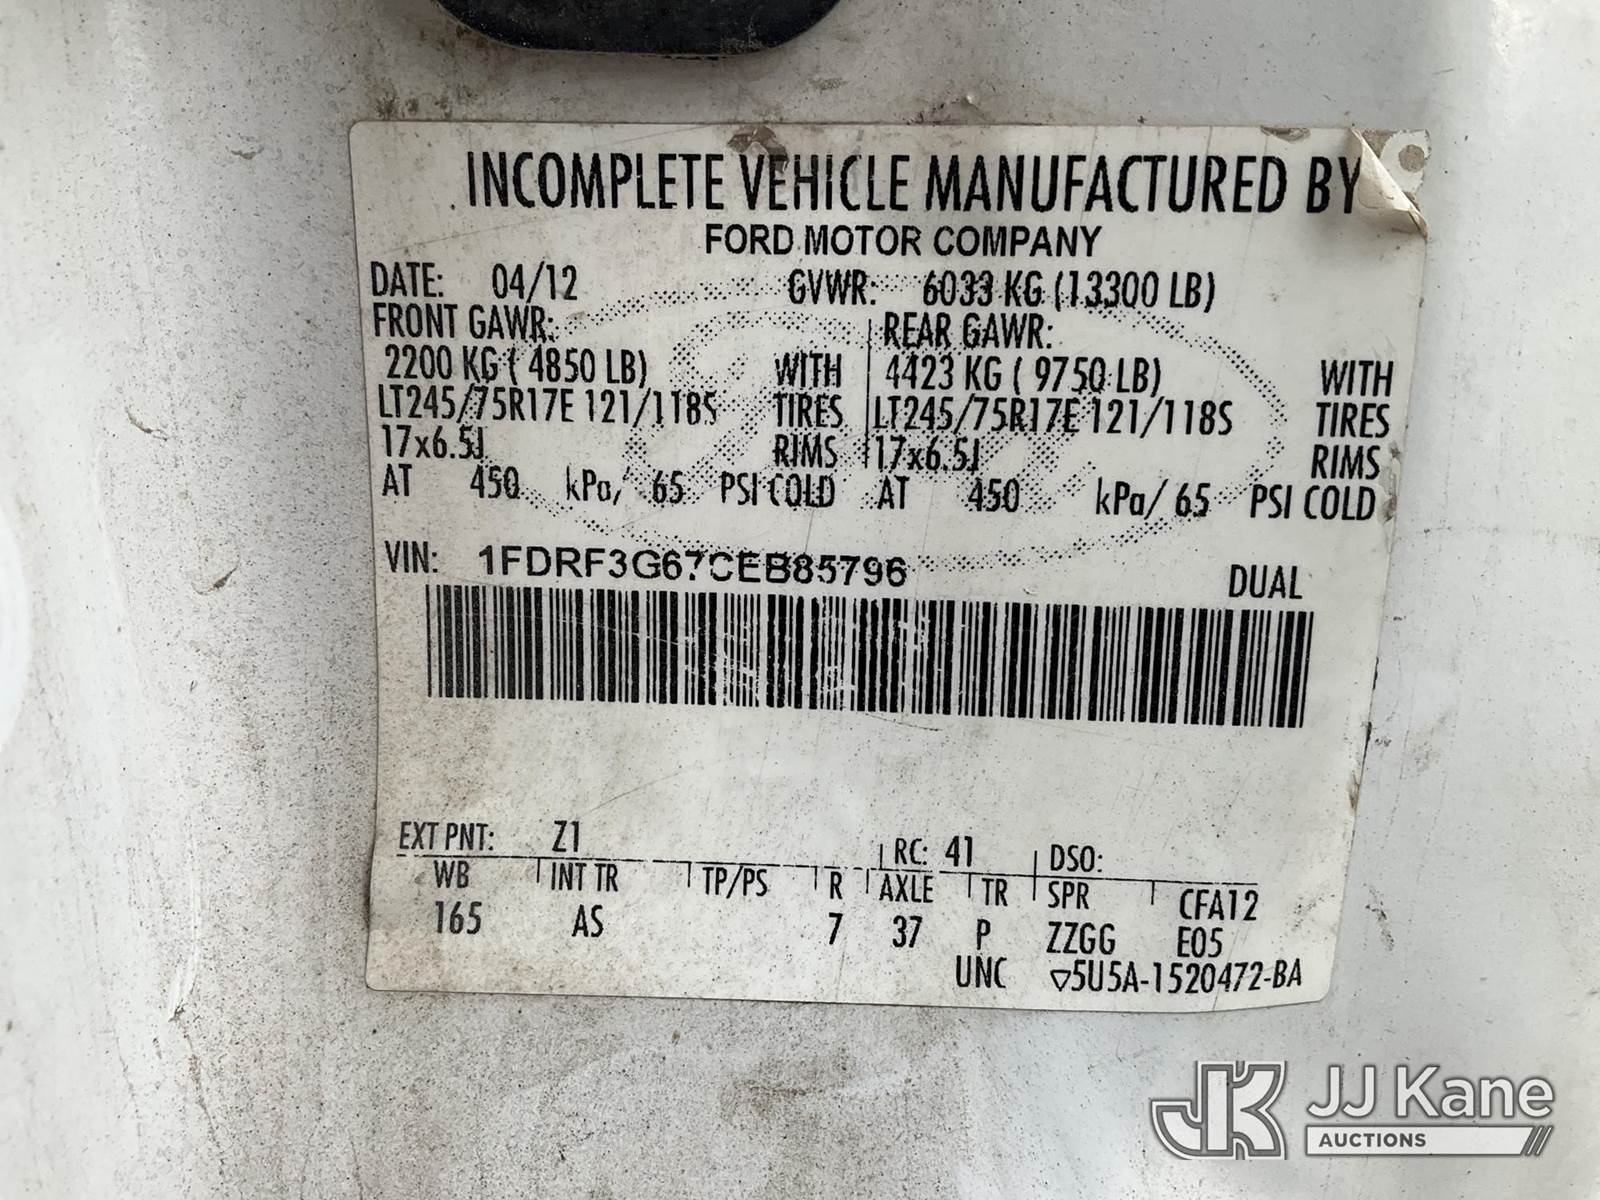 INCOMPLETE VEHICLE MANUFACTURED BY
FORD MOTOR COMPANY
DATE: 04/12 GVWR: 6033 KG (13300 LB)
FRONT GAWR: REAR GAWR:
2200 KG ( 4850 LB) WITH 4423 KG ( 9750 LB) WITH
LT245/75R17E 121/118S TIRES LT245/75R17E 121/118S TIRES
17x6.5J RIMS 17x6.5J RIMS
AT 450 kPa/ 65 PSI COLD AT 450 kPa/ 65 PSI COLD
VIN: 1FDRF3G67CEB85796 DUAL
EXT PNT: Z1 RC: 41 DSO:
WB INT TR TP/PS R AXLE TR SPR CFA12
165 AS 7 37 P ZZGG E05
UNC ▽5U5A-1520472-BA
JK JJ Kane
AUCTIONS